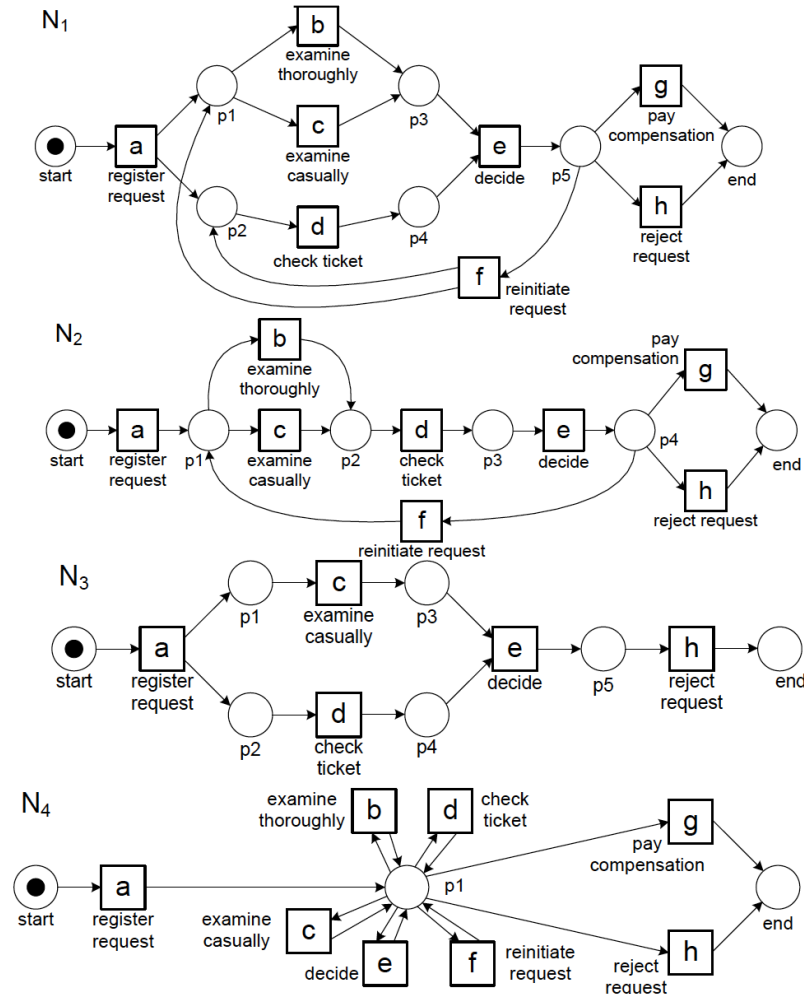 N1
b
examine
thoroughly
g
pay
compensation
p1
c
examine
casually
p3
a
register
request
start
e
decide
p5
end
p2
d
check ticket
p4
h
reject
request
f
reinitiate
request
N2
b
examine
thoroughly
pay
compensation
g
start
a
register
request
p1
c
examine
casually
p2
d
check
ticket
p3
e
decide
p4
end
h
reject request
f
reinitiate request
N3
p1
c
examine
casually
p3
start
a
register
request
e
decide
p5
h
reject
request
end
p2
d
check
ticket
p4
N4
examine
thoroughly
b
d
check
ticket
g
pay
compensation
start
a
register
request
p1
end
examine
casually
c
decide
e
f
reinitiate
request
reject
request
h